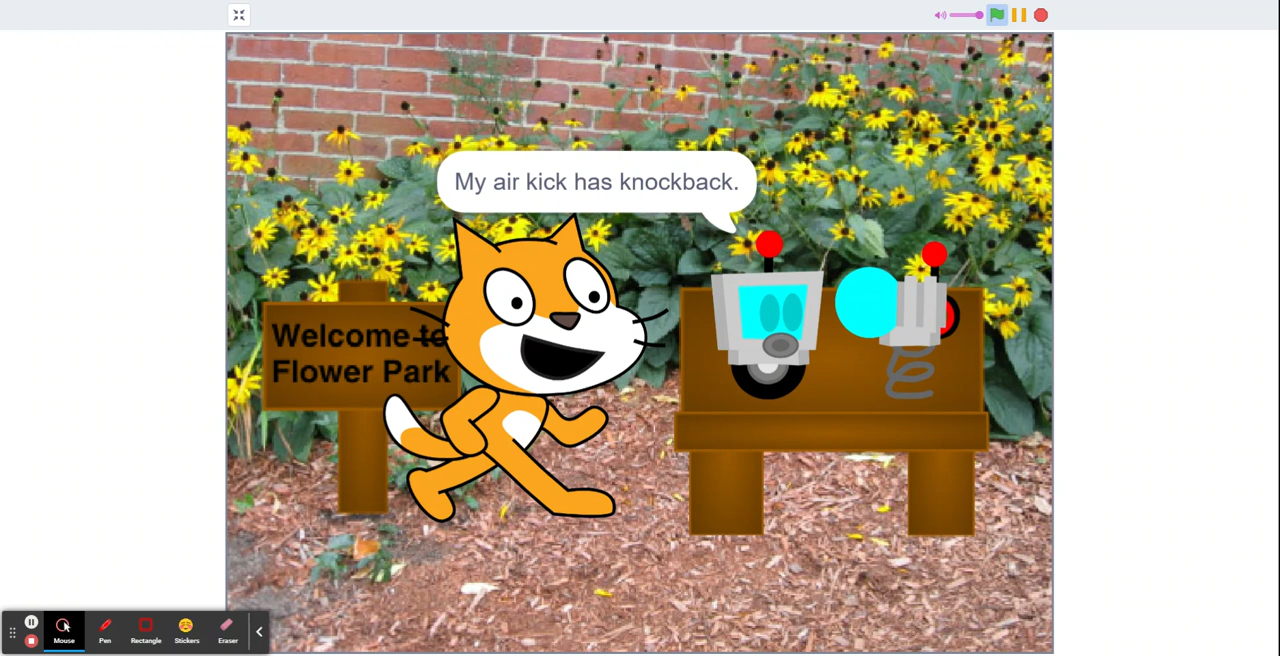 My air kick has knockback.
Welcome to
Flower Park
Mouse
Pen
Rectangle
Stickers
Eraser